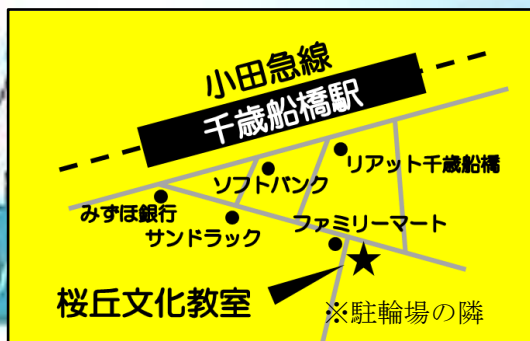 小田急線
千歳船橋駅
リアット千歳船橋
ソフトバンク
みずほ銀行
サンドラック
ファミリーマート
桜丘文化教室
※駐輪場の隣